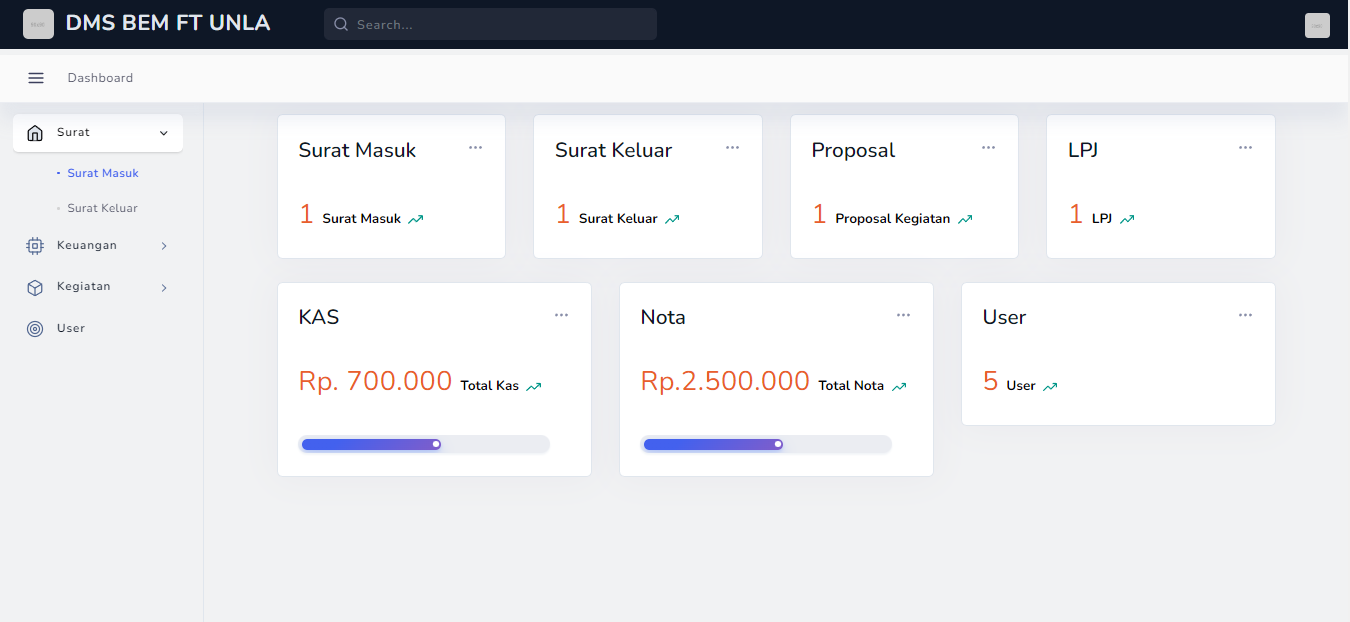 DMS BEM FT UNLA
Search...
Dashboard
Surat
Surat Masuk
Surat Keluar
Keuangan
Kegiatan
User
Surat Masuk
1 Surat Masuk
Surat Keluar
1 Surat Keluar
Proposal
1 Proposal Kegiatan
LPJ
1 LPJ
KAS
Rp. 700.000 Total Kas
Nota
Rp.2.500.000 Total Nota
User
5 User